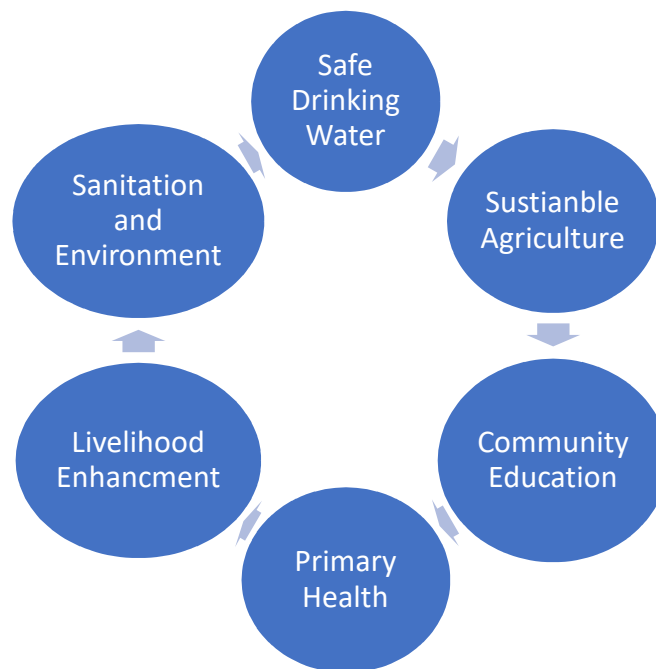 Safe
Drinking
Water
Sustianble
Agriculture
Community
Education
Primary
Health
Livelihood
Enhancment
Sanitation
and
Environment